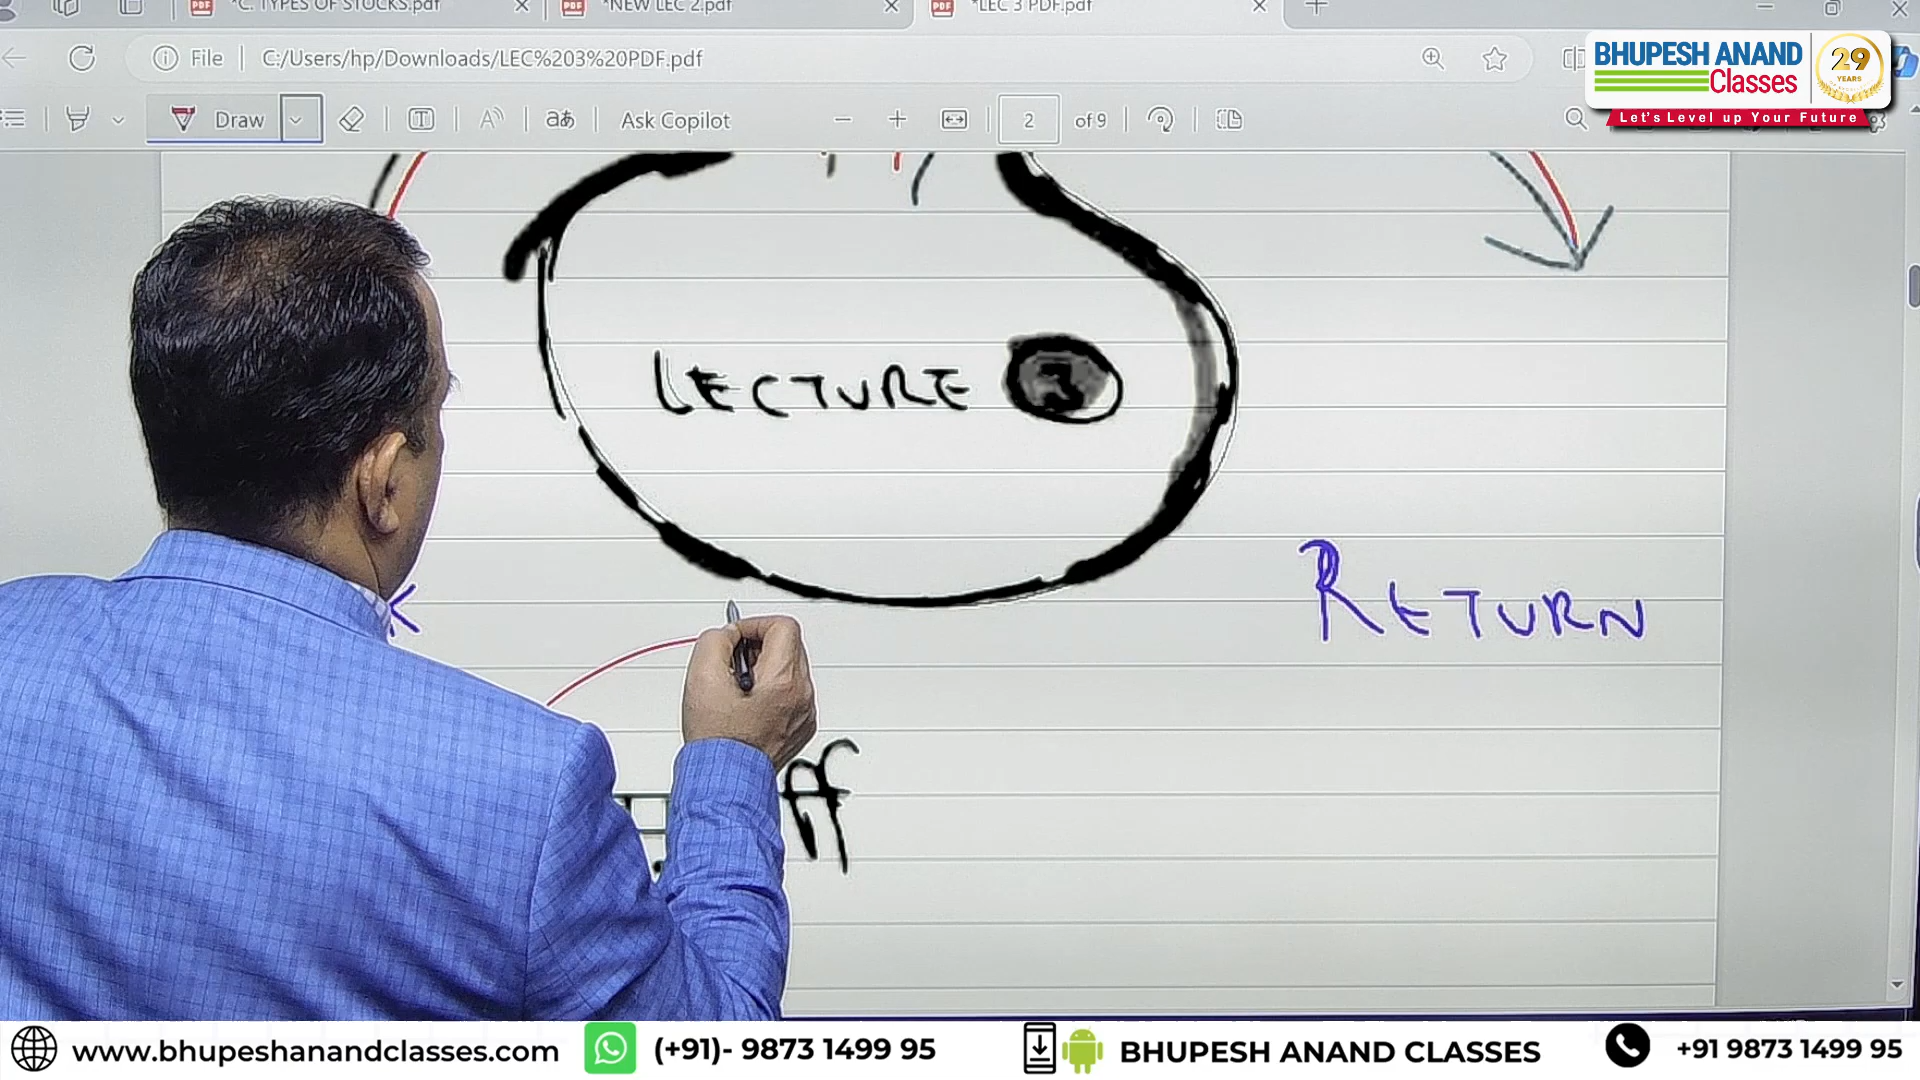 *C. TYPES OF STOCKS.pdf
*NEW LEC 2.pdf
*LEC 3 PDF.pdf
File
C:/Users/hp/Downloads/LEC%203%20PDF.pdf
BHUPESH ANAND
Classes
29
YEARS
Let's Level up Your Future
Draw
Ask Copilot
2
of 9
LECTURE 3
K
RETURN
ff
www.bhupeshanandclasses.com
(+91)- 9873 1499 95
BHUPESH ANAND CLASSES
+91 9873 1499 95